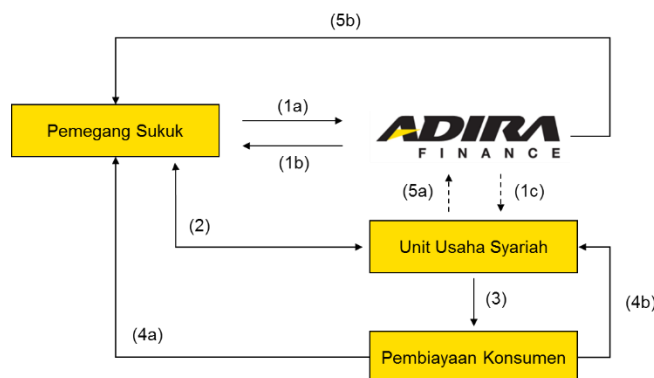 (5b)
(1a)
Pemegang Sukuk
ADIRA
FINANCE
(1b)
(5a)
(1c)
(2)
Unit Usaha Syariah
(3)
(4b)
(4a)
Pembiayaan Konsumen